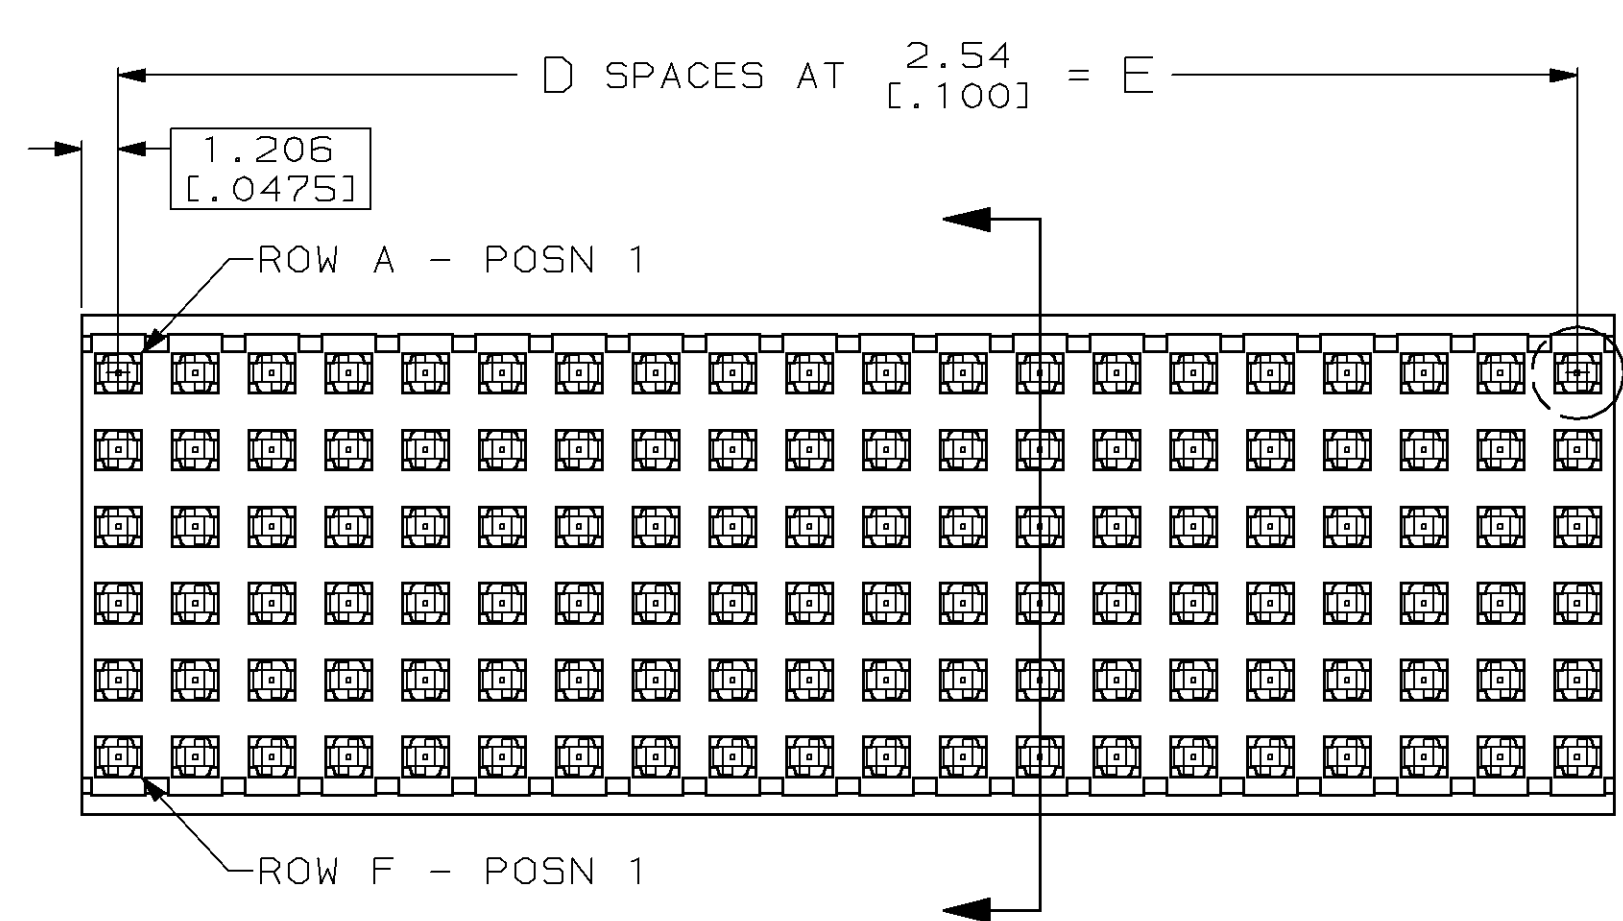 D SPACES AT 2.54 = E
[.100]
1.206
[.0475]
ROW A - POSN 1
ROW F - POSN 1